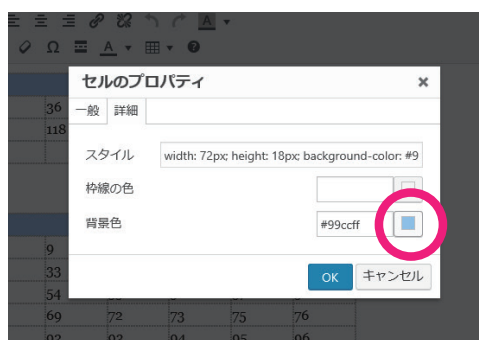 Ω A
A
セルのプロパティ ×
36 一般 詳細
118
スタイル width: 72px; height: 18px; background-color: #9
枠線の色
背景色 #99ccff
9
33
OK キャンセル
54
69 72 73 75 76